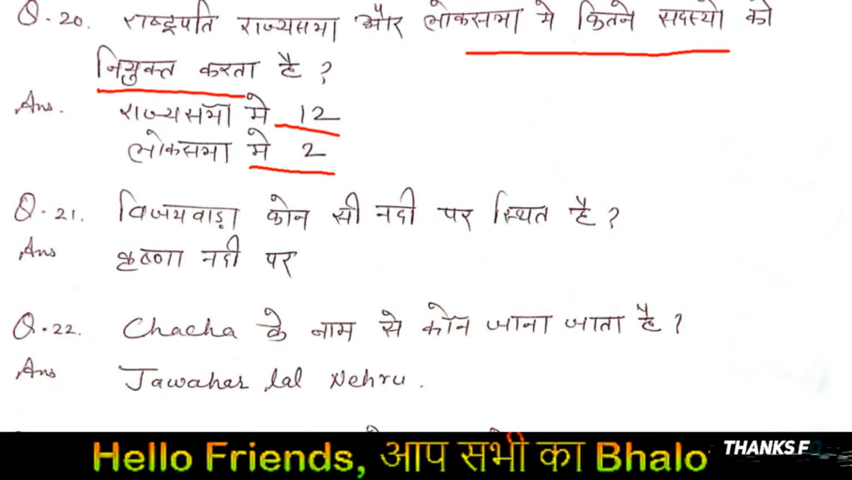 Q.20. राष्ट्रपति राज्यसभा और लोकसभा मे कितने सदस्यो को
नियुक्त करता है ?
Ans. राज्यसभा मे 12
लोकसभा मे 2
Q.21. विजयवाड़ा कोन सी नदी पर स्थित है ?
Ans कृष्णा नदी पर
Q.22. Chacha के नाम से कोन जाना जाता है ?
Ans Jawahar lal Nehru.
Hello Friends, आप सभी का Bhalo
THANKS.F